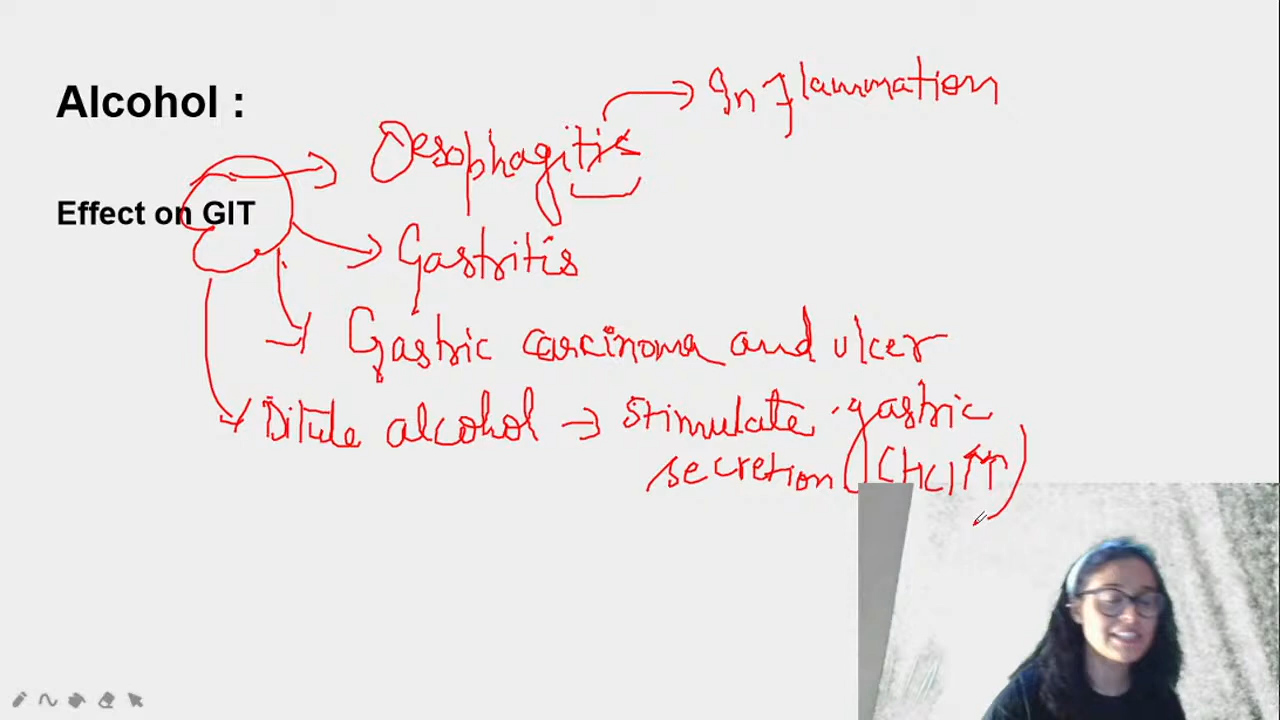 Alcohol :
Inflammation
Oesophagitis
Effect on GIT
Gastritis
Gastric carcinoma and ulcer
Dilute alcohol → stimulate gastric
secretion (HCl↑↑)